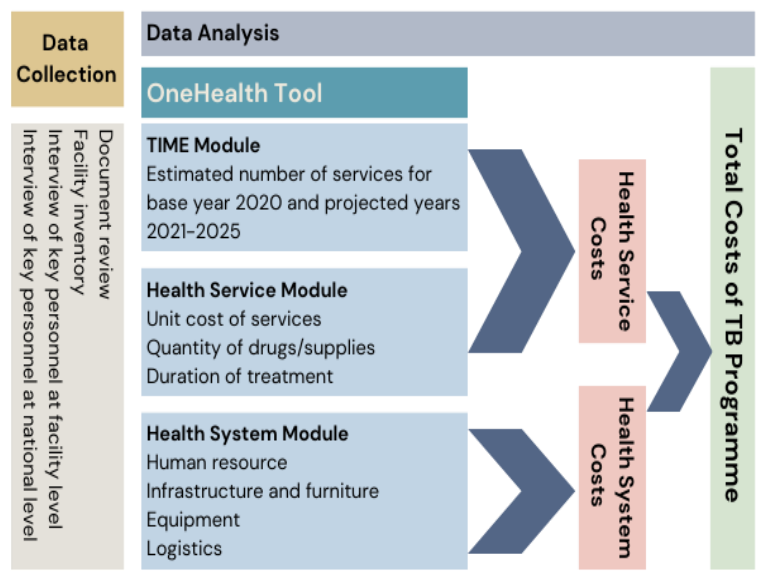 Data
Collection
Document review
Facility inventory
Interview of key personnel at facility level
Interview of key personnel at national level
Data Analysis
OneHealth Tool
TIME Module
Estimated number of services for
base year 2020 and projected years
2021-2025
Health Service Module
Unit cost of services
Quantity of drugs/supplies
Duration of treatment
Health System Module
Human resource
Infrastructure and furniture
Equipment
Logistics
Health Service
Costs
Health System
Costs
Total Costs of TB Programme